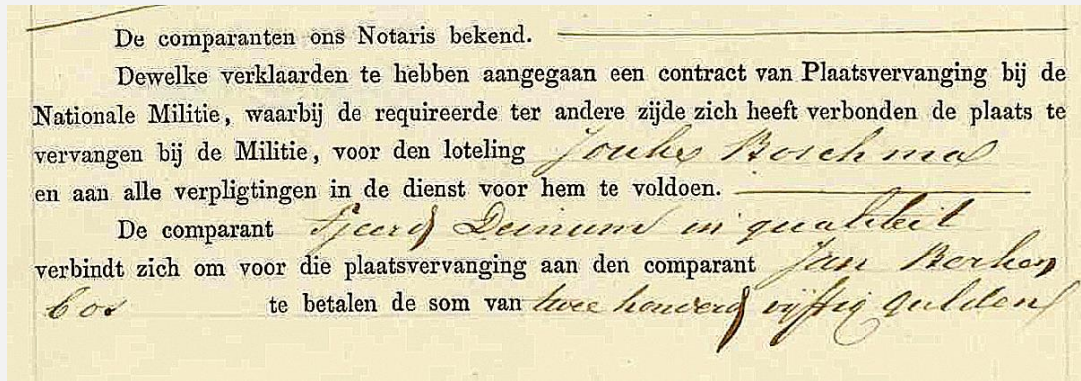 De comparanten ons Notaris bekend.
Dewelke verklaarden te hebben aangegaan een contract van Plaatsvervanging bij de
Nationale Militie, waarbij de requireerde ter andere zijde zich heeft verbonden de plaats te
vervangen bij de Militie, voor den loteling Jouke Boschma
en aan alle verpligtingen in de dienst voor hem te voldoen.
De comparant Tjeerd Deinum in qualiteit
verbindt zich om voor die plaatsvervanging aan den comparant Jan Berken
bos te betalen de som van twee honderd vijftig gulden